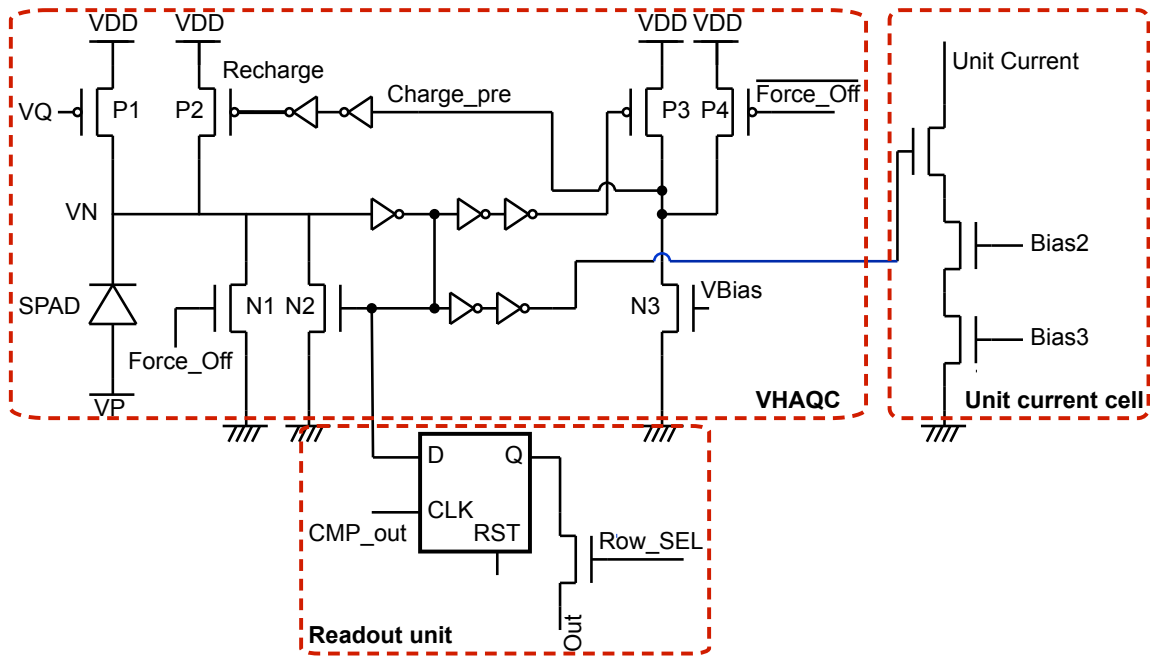 VDD
VDD
VDD
VDD
Recharge
Unit Current
VQ
P1
P2
Charge_pre
P3
P4
Force_Off
VN
Bias2
SPAD
N1
N2
N3
VBias
Bias3
Force_Off
VP
VHAQC
Unit current cell
D
Q
CLK
CMP_out
RST
Row_SEL
Readout unit
Out